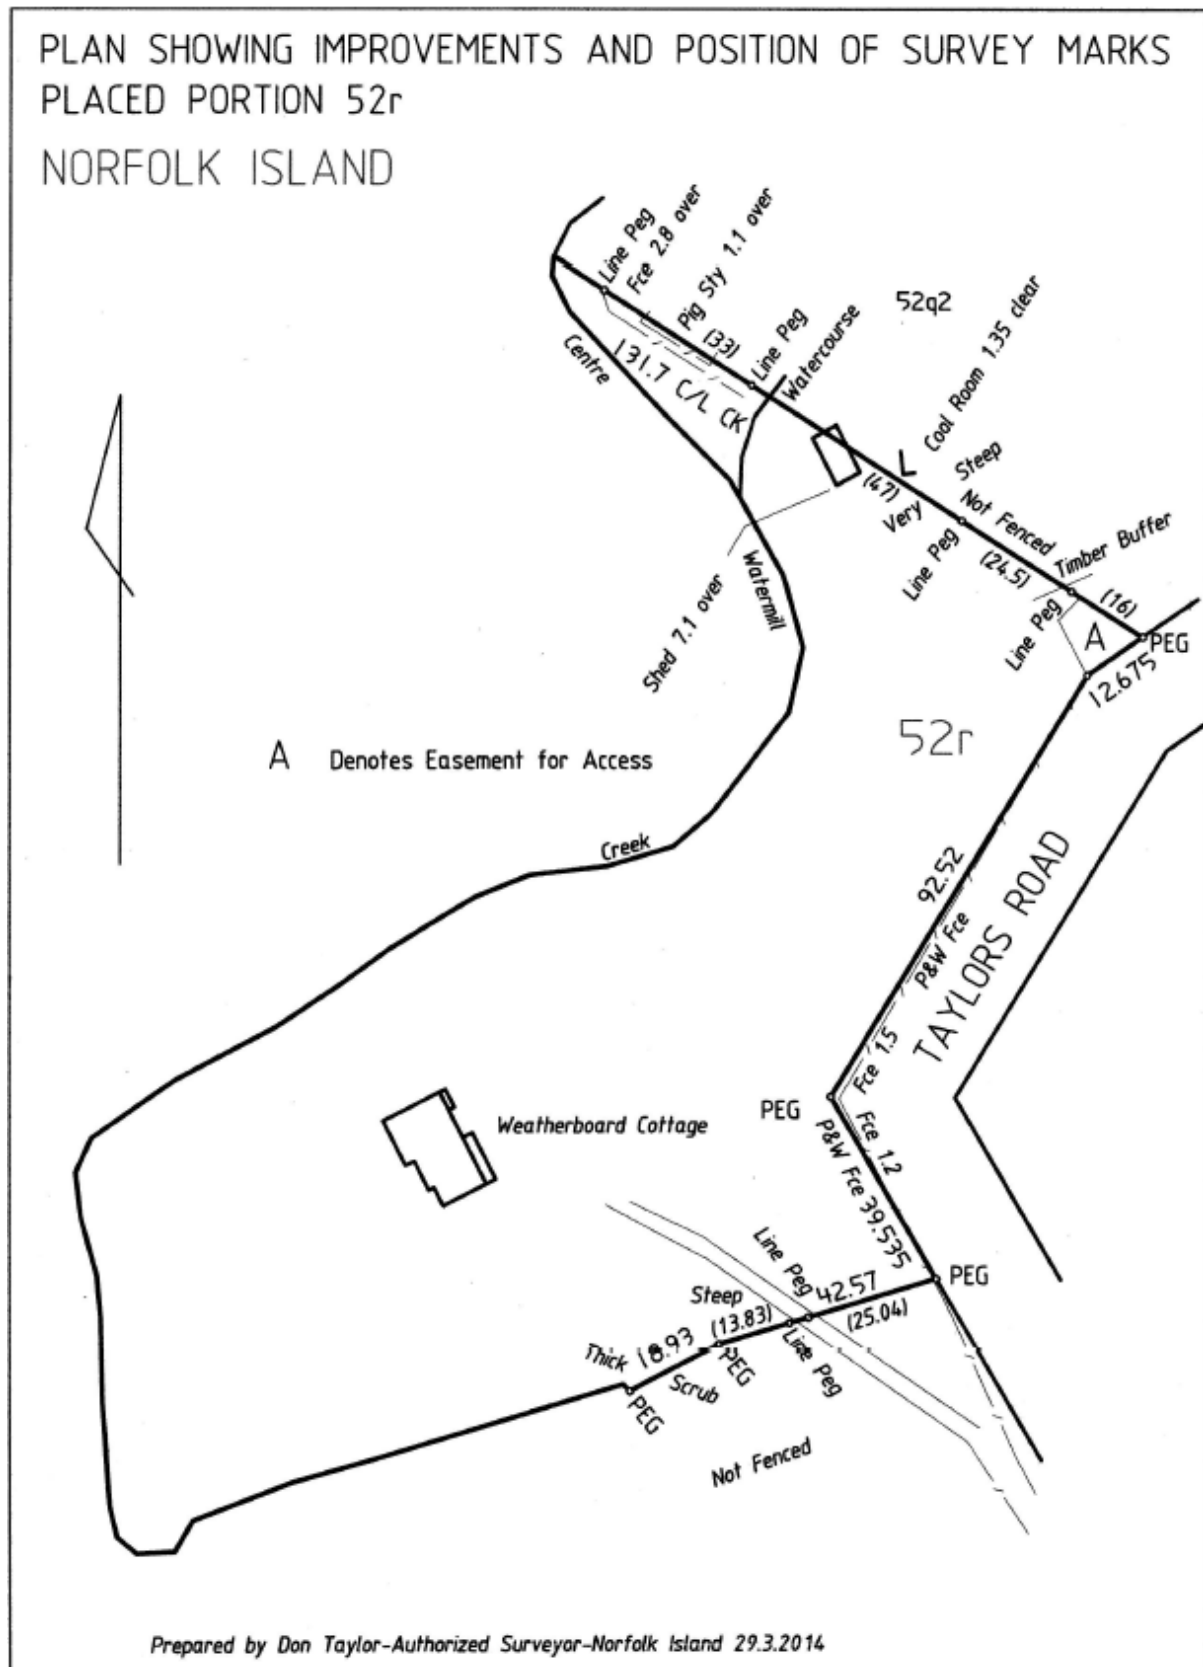 PLAN SHOWING IMPROVEMENTS AND POSITION OF SURVEY MARKS
PLACED PORTION 52r
NORFOLK ISLAND
Line Peg
Fce 2.8 over
Pig Sty 1.1 over
(33)
Line Peg
Watercourse
52q2
Cool Room 1.35 clear
Centre
131.7 C/L CK
(47)
Very
Steep
Not Fenced
Line Peg
(24.5)
Timber Buffer
Line Peg
(16)
Watermill
Shed 7.1 over
A
PEG
12.675
52r
A Denotes Easement for Access
Creek
92.52
P&W Fce
TAYLORS ROAD
Fce 1.5
PEG
Fce 1.2
P&W Fce
39.535
Weatherboard Cottage
Line Peg
42.57
PEG
Steep
(13.83)
(25.04)
Thick
18.93
PEG
Line Peg
Scrub
PEG
Not Fenced
Prepared by Don Taylor-Authorized Surveyor-Norfolk Island 29.3.2014